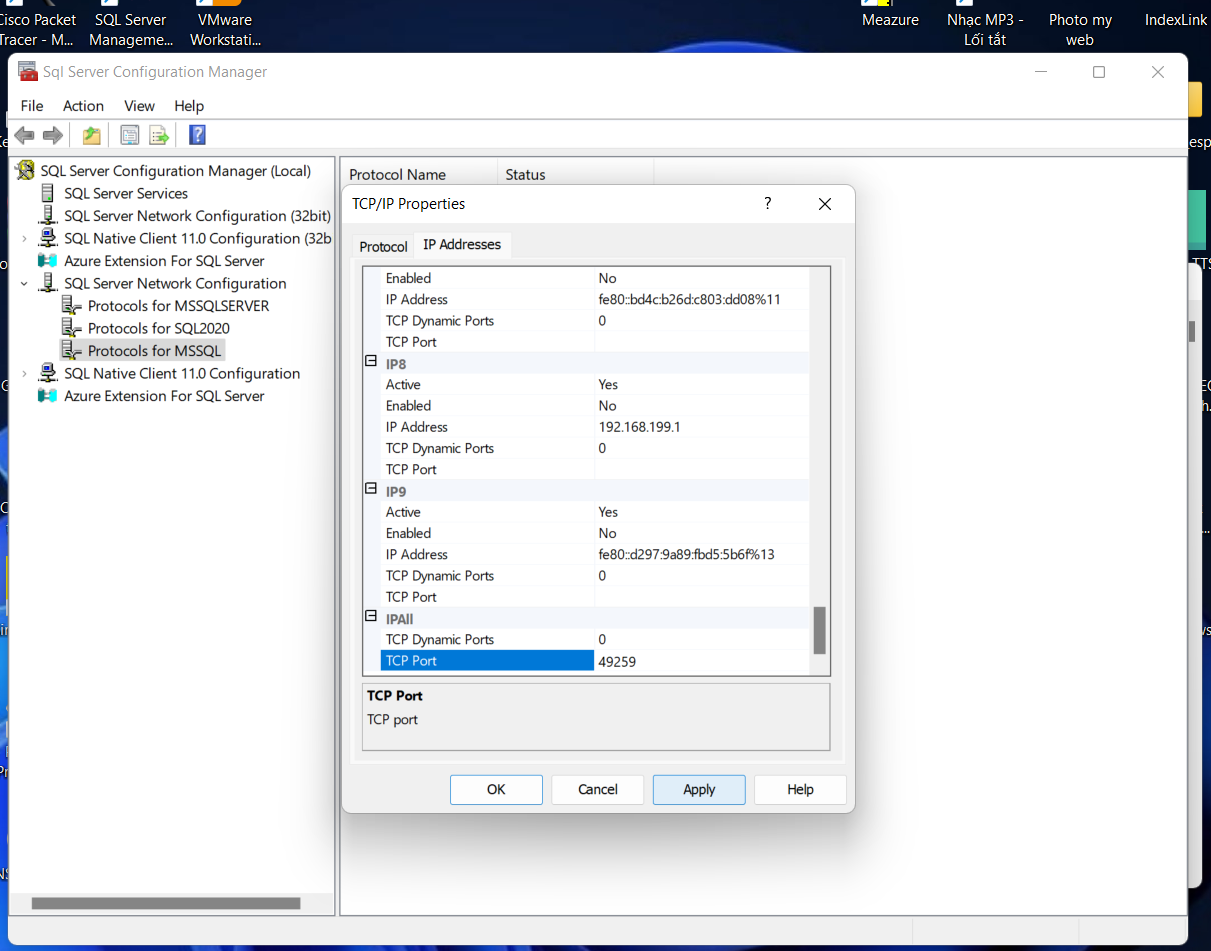 Cisco Packet
Tracer - M...
SQL Server
Manageme...
VMware
Workstati...
Meazure
Nhạc MP3 -
Lối tắt
Photo my
web
IndexLink
Sql Server Configuration Manager
File Action View Help
SQL Server Configuration Manager (Local)
SQL Server Services
SQL Server Network Configuration (32bit)
SQL Native Client 11.0 Configuration (32b
Azure Extension For SQL Server
SQL Server Network Configuration
Protocols for MSSQLSERVER
Protocols for SQL2020
Protocols for MSSQL
SQL Native Client 11.0 Configuration
Azure Extension For SQL Server
Protocol Name Status
TCP/IP Properties ?
Protocol IP Addresses
Enabled No
IP Address fe80::bd4c:b26d:c803:dd08%11
TCP Dynamic Ports 0
TCP Port
IP8
Active Yes
Enabled No
IP Address 192.168.199.1
TCP Dynamic Ports 0
TCP Port
IP9
Active Yes
Enabled No
IP Address fe80::d297:9a89:fbd5:5b6f%13
TCP Dynamic Ports 0
TCP Port
IPAll
TCP Dynamic Ports 0
TCP Port 49259
TCP Port
TCP port
OK Cancel Apply Help